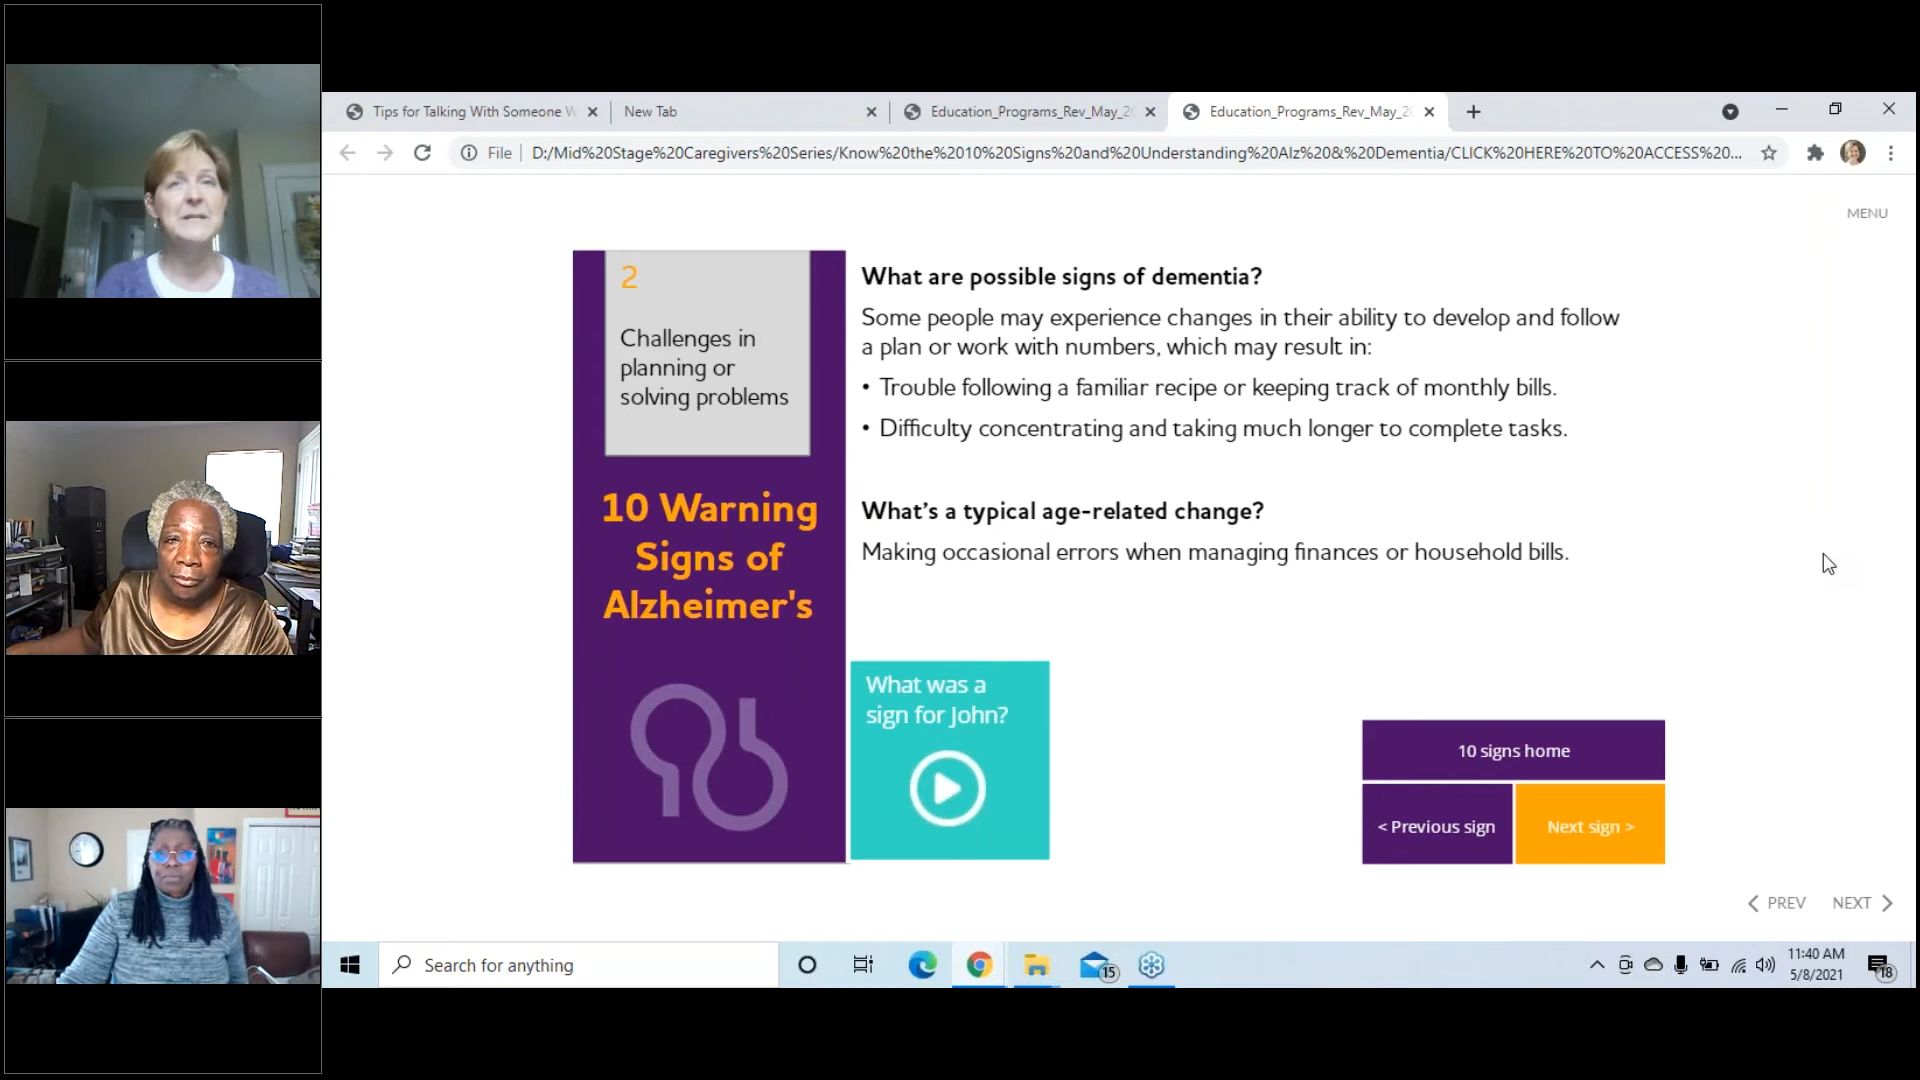 Tips for Talking With Someone W
New Tab
Education_Programs_Rev_May_2
Education_Programs_Rev_May_2
File
D:/Mid%20Stage%20Caregivers%20Series/Know%20the%2010%20Signs%20and%20Understanding%20Alz%20&%20Dementia/CLICK%20HERE%20TO%20ACCESS%20...
MENU
2
Challenges in
planning or
solving problems
10 Warning
Signs of
Alzheimer's
What are possible signs of dementia?
Some people may experience changes in their ability to develop and follow
a plan or work with numbers, which may result in:
• Trouble following a familiar recipe or keeping track of monthly bills.
• Difficulty concentrating and taking much longer to complete tasks.
What's a typical age-related change?
Making occasional errors when managing finances or household bills.
What was a
sign for John?
10 signs home
< Previous sign
Next sign >
PREV
NEXT
Search for anything
15
11:40 AM
5/8/2021
18